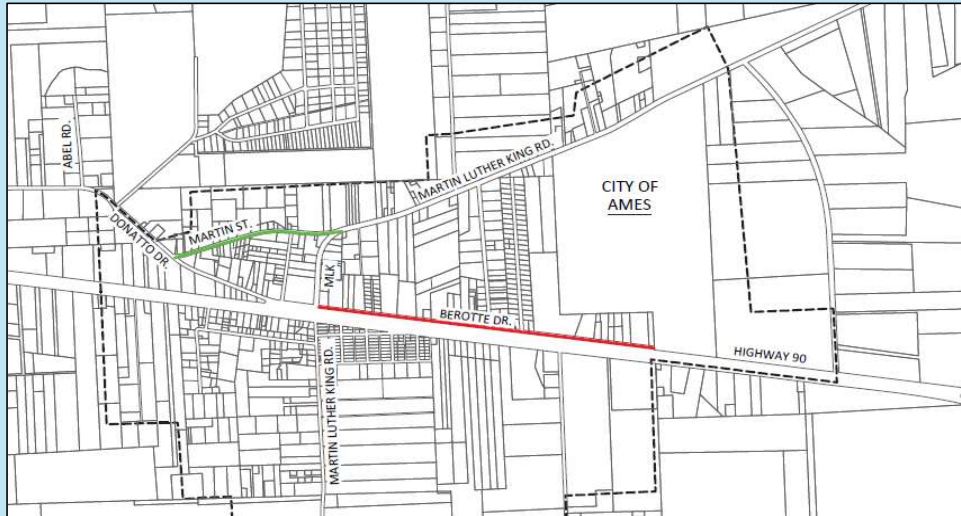 ABEL RD.
MARTIN LUTHER KING RD.
CITY OF
AMES
MARTIN ST.
DONATTO DR.
MLK
BEROTTE DR.
HIGHWAY 90
MARTIN LUTHER KING RD.